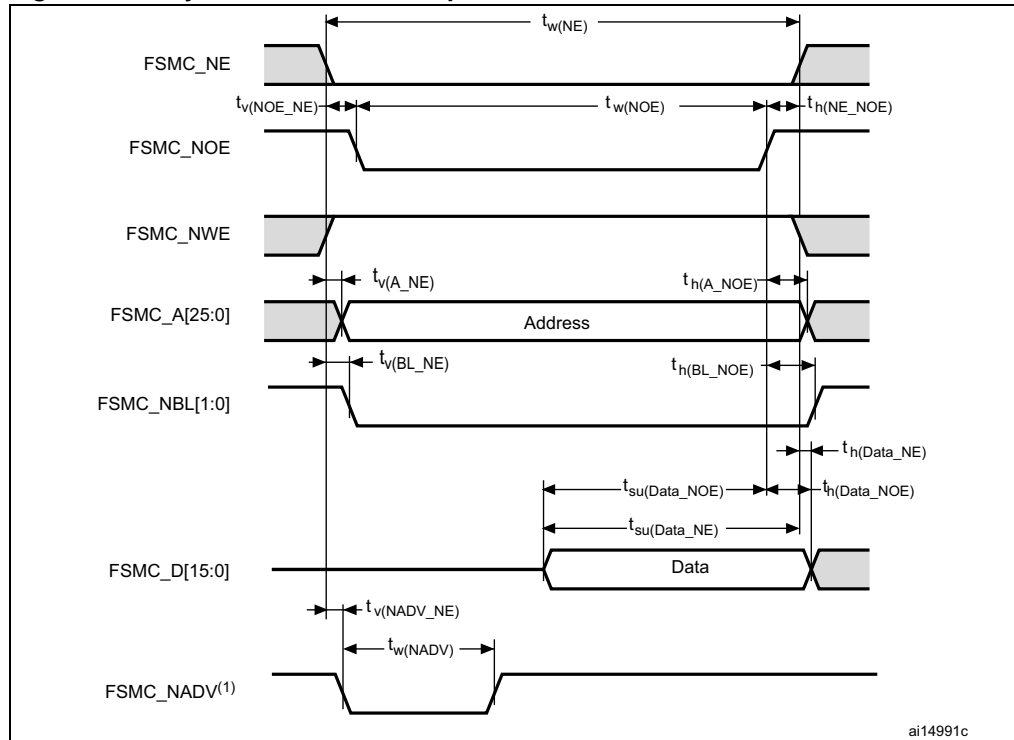 t_w(NE)
FSMC_NE
t_v(NOE_NE)
t_w(NOE)
t_h(NE_NOE)
FSMC_NOE
FSMC_NWE
t_v(A_NE)
t_h(A_NOE)
FSMC_A[25:0]
Address
t_v(BL_NE)
t_h(BL_NOE)
FSMC_NBL[1:0]
t_h(Data_NE)
t_su(Data_NOE)
t_h(Data_NOE)
t_su(Data_NE)
FSMC_D[15:0]
Data
t_v(NADV_NE)
t_w(NADV)
FSMC_NADV(1)
ai14991c